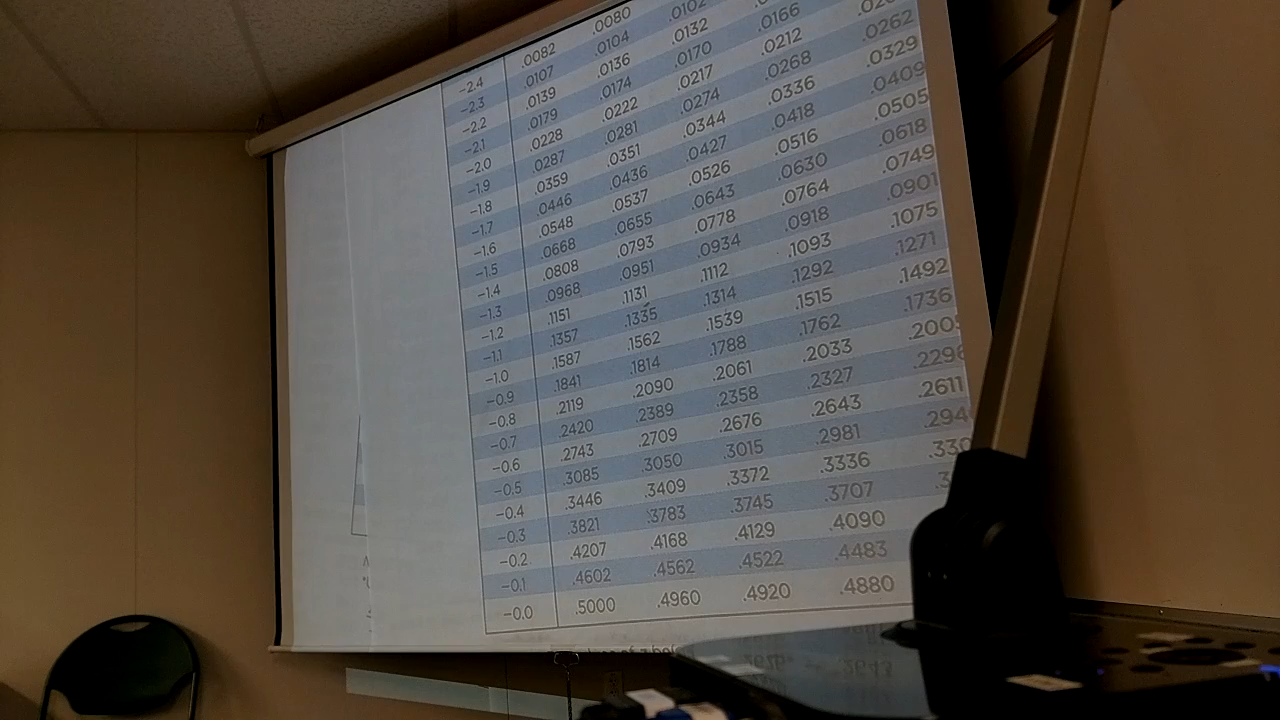 −2.4 .0082 .0080
−2.3 .0107 .0104 .0102
−2.2 .0139 .0136 .0132
−2.1 .0179 .0174 .0170 .0166
−2.0 .0228 .0222 .0217 .0212
−1.9 .0287 .0281 .0274 .0268 .0262
−1.8 .0359 .0351 .0344 .0336 .0329
−1.7 .0446 .0436 .0427 .0418 .0409
−1.6 .0548 .0537 .0526 .0516 .0505
−1.5 .0668 .0655 .0643 .0630 .0618
−1.4 .0808 .0793 .0778 .0764 .0749
−1.3 .0968 .0951 .0934 .0918 .0901
−1.2 .1151 .1131 .1112 .1093 .1075
−1.1 .1357 .1335 .1314 .1292 .1271
−1.0 .1587 .1562 .1539 .1515 .1492
−0.9 .1841 .1814 .1788 .1762 .1736
−0.8 .2119 .2090 .2061 .2033 .200
−0.7 .2420 .2389 .2358 .2327 .2296
−0.6 .2743 .2709 .2676 .2643 .2611
−0.5 .3085 .3050 .3015 .2981 .294
−0.4 .3446 .3409 .3372 .3336 .330
−0.3 .3821 .3783 .3745 .3707 .3
−0.2 .4207 .4168 .4129 .4090
−0.1 .4602 .4562 .4522 .4483
−0.0 .5000 .4960 .4920 .4880